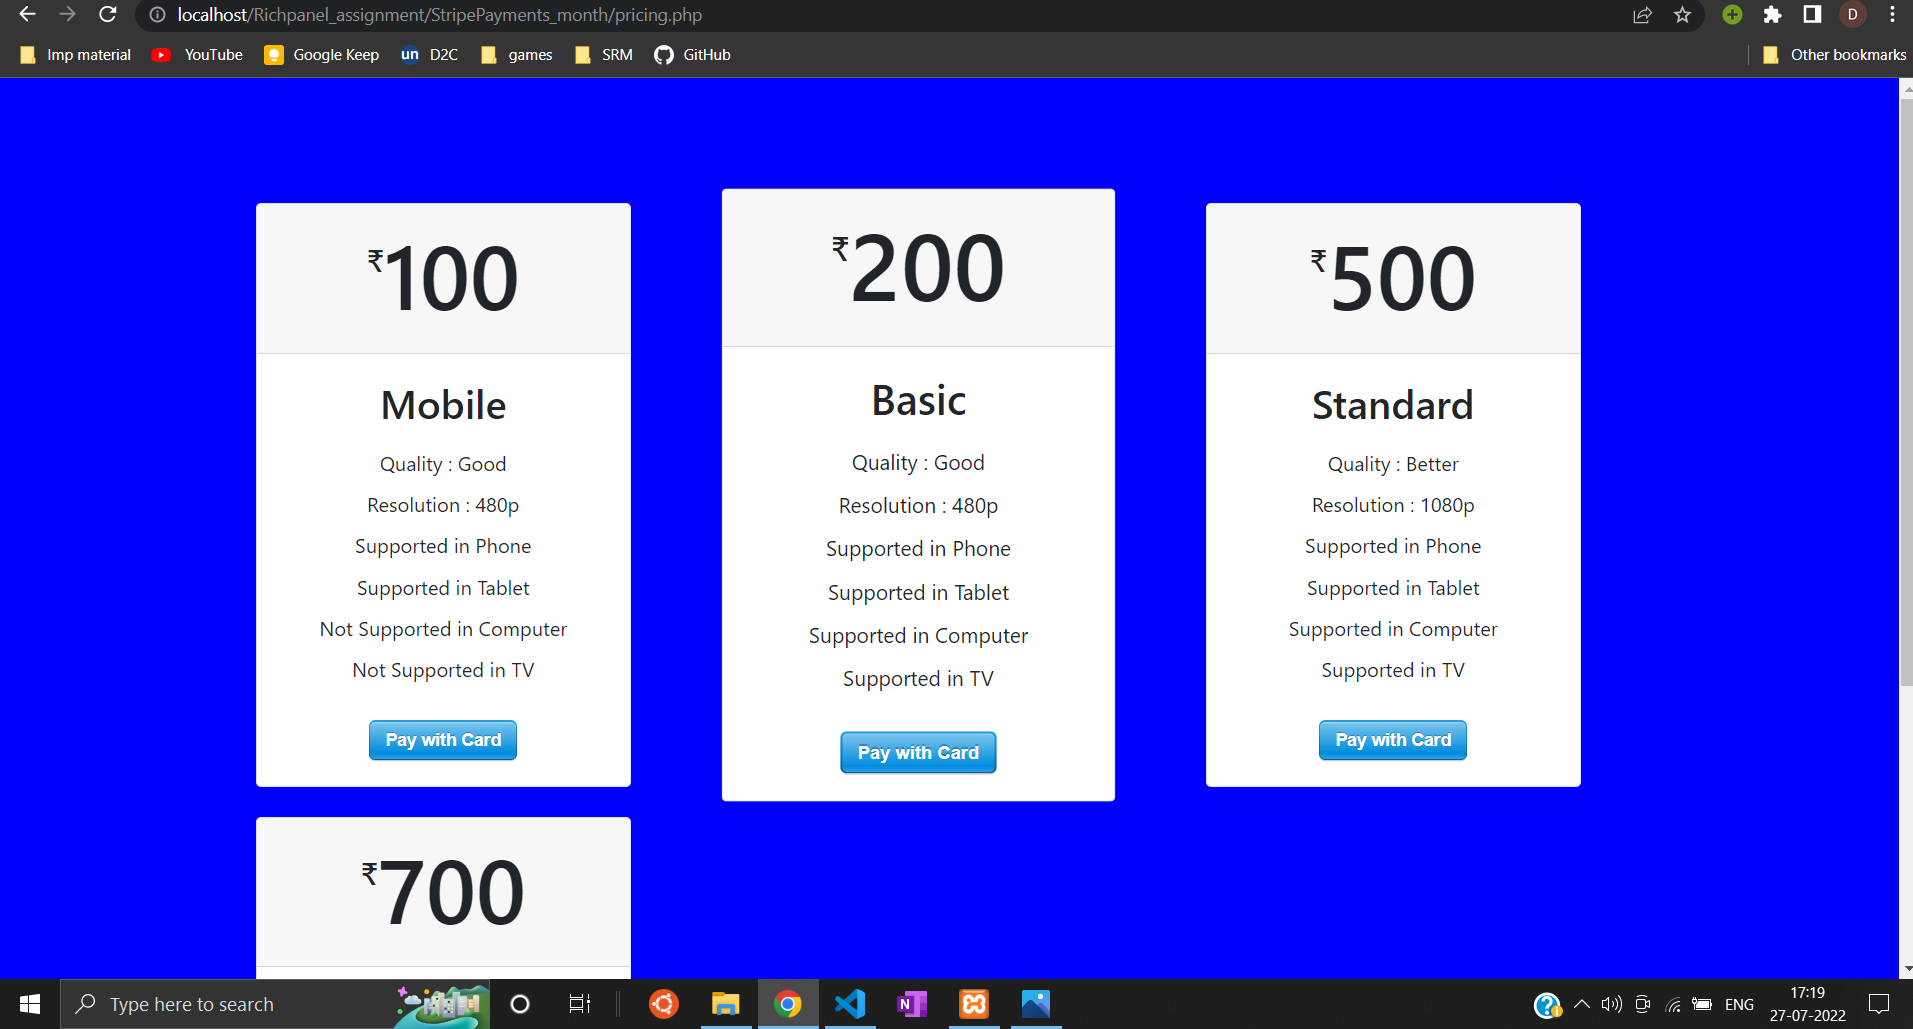 localhost/Richpanel_assignment/StripePayments_month/pricing.php
D
Imp material
YouTube
Google Keep
un D2C
games
SRM
GitHub
Other bookmarks
₹100
Mobile
Quality : Good
Resolution : 480p
Supported in Phone
Supported in Tablet
Not Supported in Computer
Not Supported in TV
Pay with Card
₹200
Basic
Quality : Good
Resolution : 480p
Supported in Phone
Supported in Tablet
Supported in Computer
Supported in TV
Pay with Card
₹500
Standard
Quality : Better
Resolution : 1080p
Supported in Phone
Supported in Tablet
Supported in Computer
Supported in TV
Pay with Card
₹700
Type here to search
N
ENG
17:19
27-07-2022